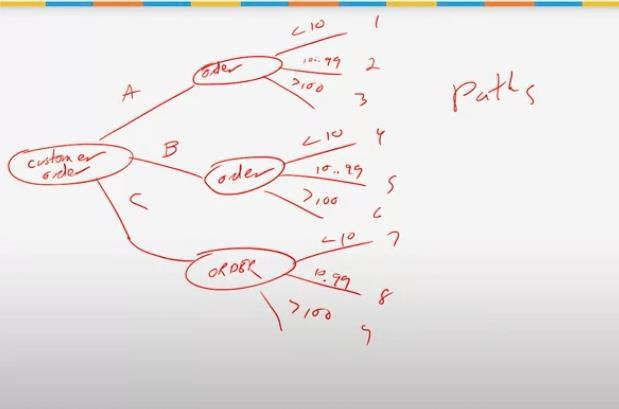 <10 1
order 10..99 2
>100 3
A
Paths
customer
order
B
order <10 4
10..99 5
>100 6
C
ORDER <10 7
10.99 8
>100 9